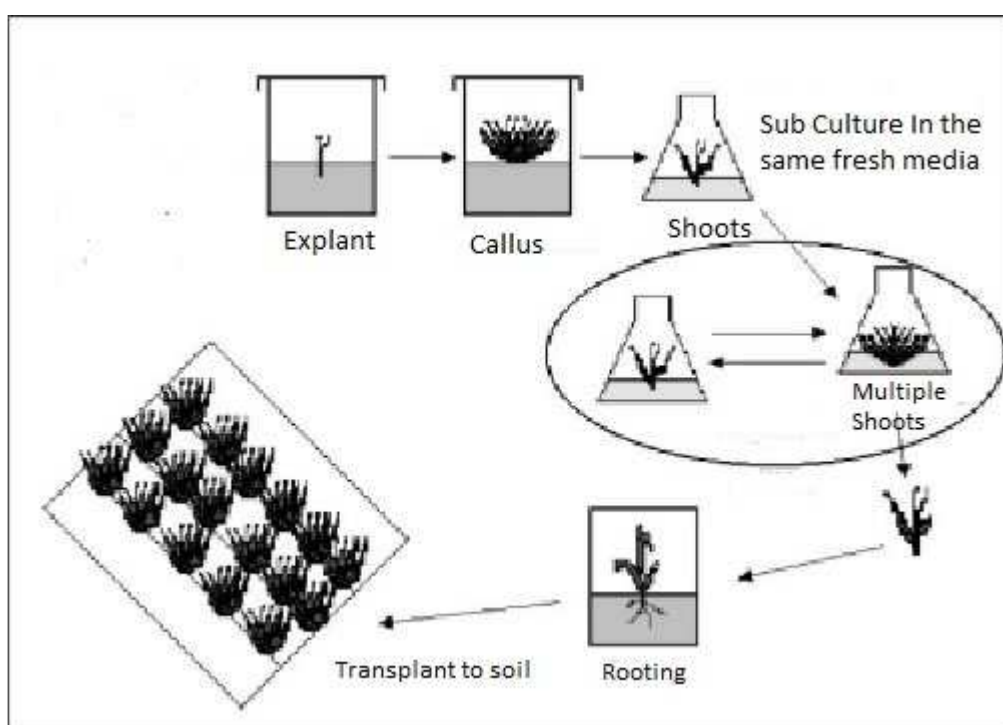 Explant
Callus
Shoots
Sub Culture In the
same fresh media
Multiple
Shoots
Rooting
Transplant to soil